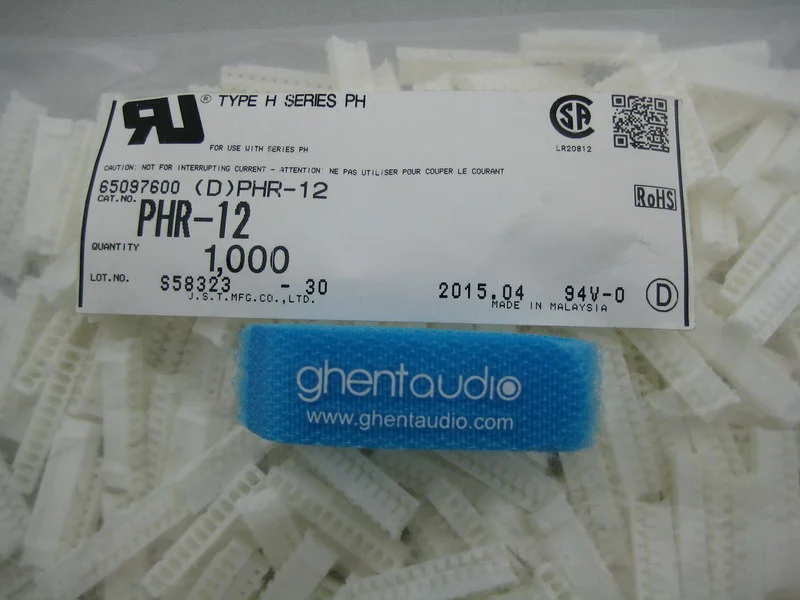 ® TYPE H SERIES PH
FOR USE WITH SERIES PH
CSA
LR20812
CAUTION: NOT FOR INTERRUPTING CURRENT - ATTENTION: NE PAS UTILISER POUR COUPER LE COURANT
65097600 (D)PHR-12
CAT.NO.
PHR-12
RoHS
QUANTITY
1,000
LOT.NO.
S58323 - 30
2015.04 94V-0 D
J.S.T.MFG.CO.,LTD.
MADE IN MALAYSIA
ghentaudio
www.ghentaudio.com